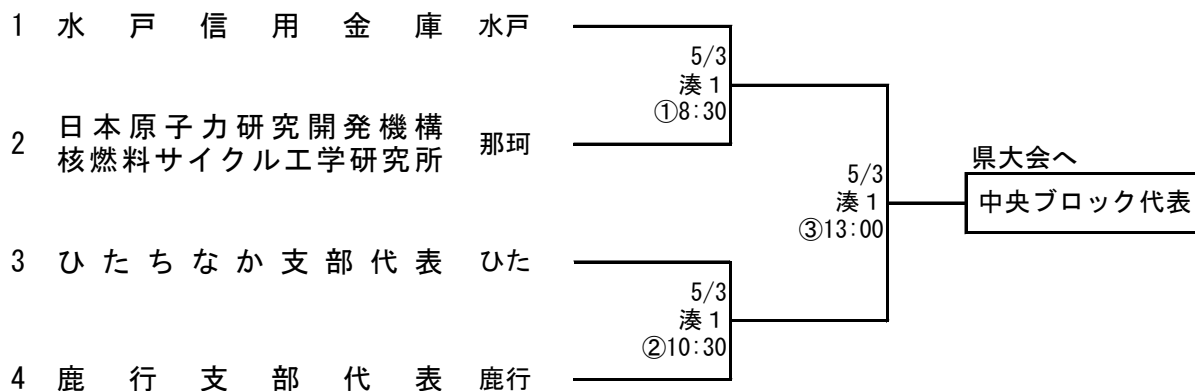 1 水戸信用金庫 水戸
5/3
湊１
①8:30
2 日本原子力研究開発機構
核燃料サイクル工学研究所 那珂
県大会へ
中央ブロック代表
5/3
湊１
③13:00
3 ひたちなか支部代表 ひた
5/3
湊１
②10:30
4 鹿行支部代表 鹿行